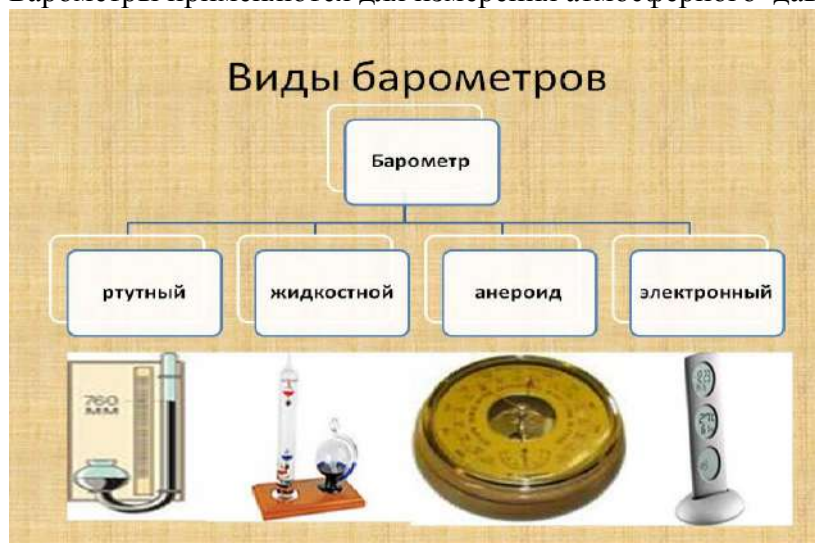 Барометры применяются для измерения атмосферного
Виды барометров
Барометр
ртутный
жидкостной
анероид
электронный
760
мм